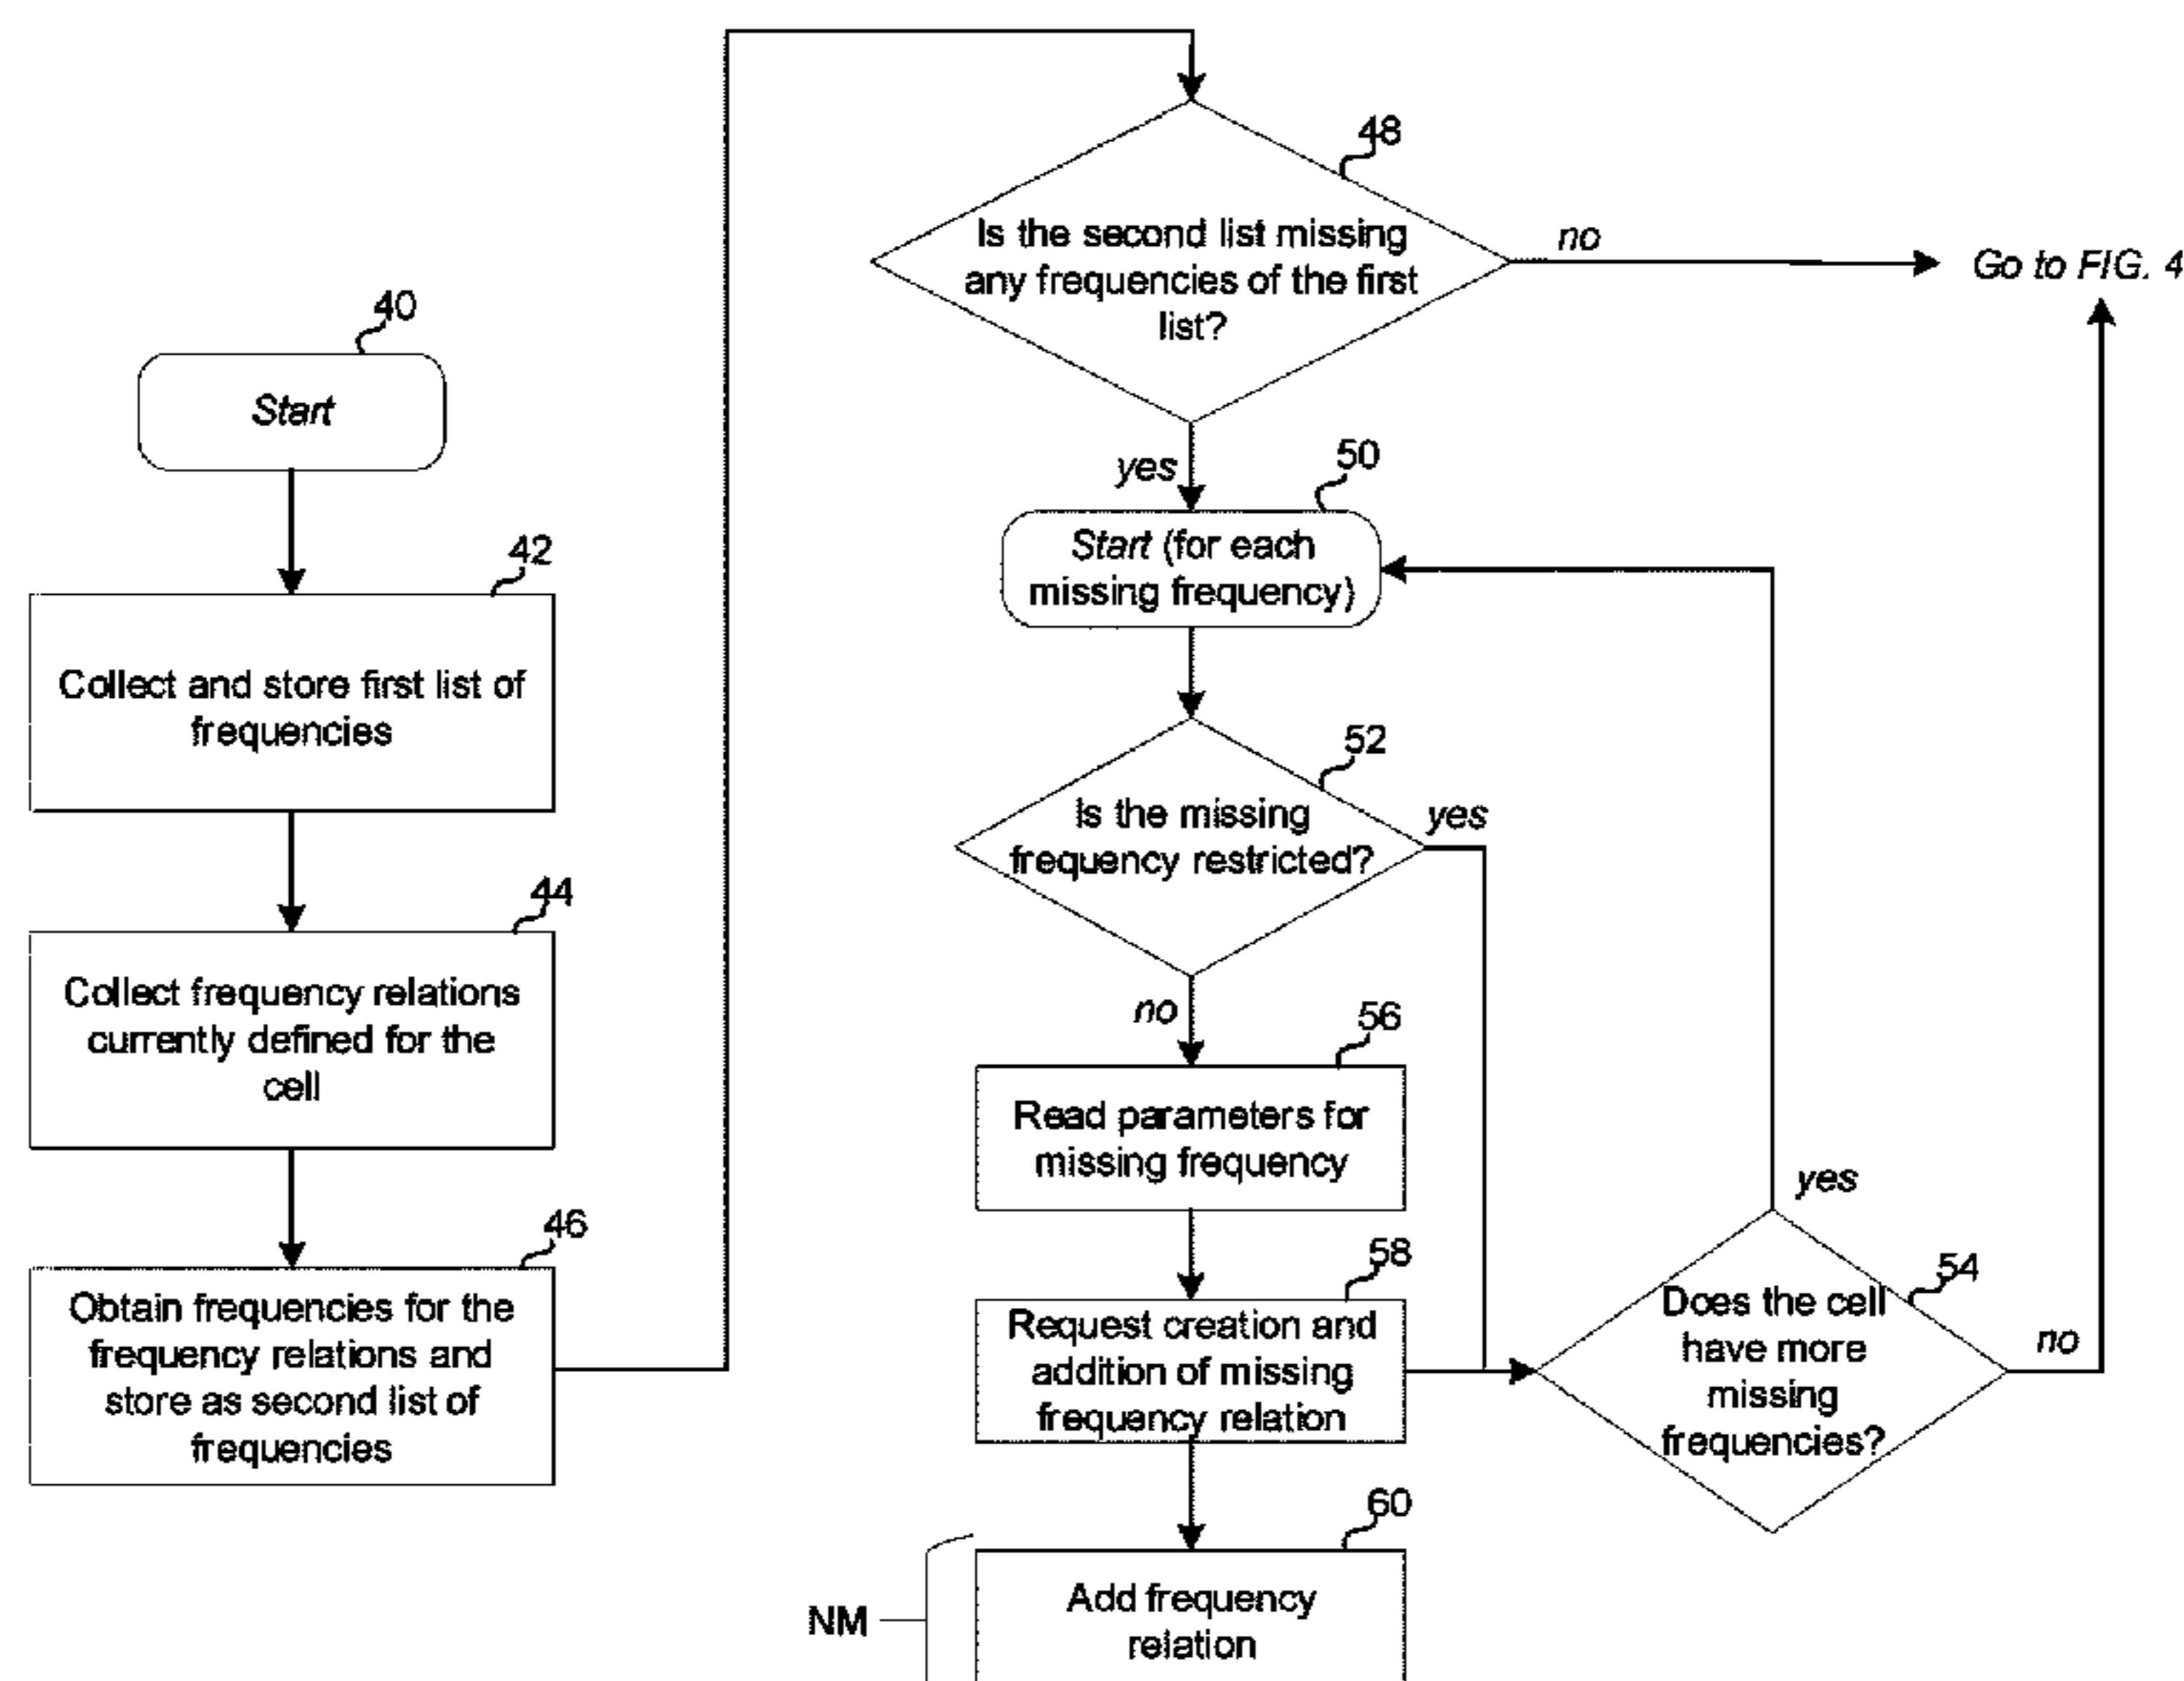 40
Start
42
Collect and store first list of
frequencies
44
Collect frequency relations
currently defined for the
cell
46
Obtain frequencies for the
frequency relations and
store as second list of
frequencies
48
Is the second list missing
any frequencies of the first
list?
no
Go to FIG. 4
yes
50
Start (for each
missing frequency)
52
Is the missing
frequency restricted?
yes
no
56
Read parameters for
missing frequency
58
Request creation and
addition of missing
frequency relation
yes
54
Does the cell
have more
missing
frequencies?
no
60
Add frequency
relation
NM